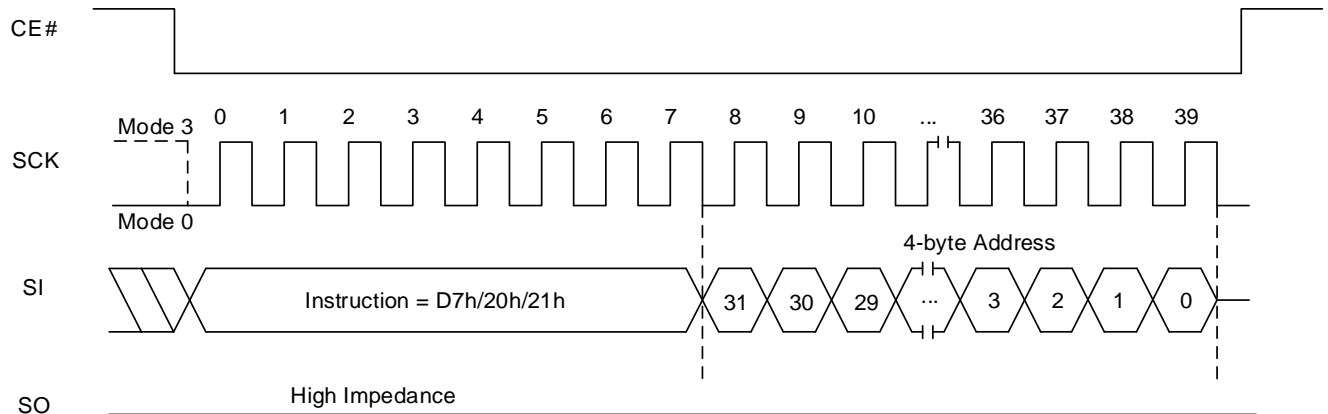 CE#
0 1 2 3 4 5 6 7 8 9 10 ... 36 37 38 39
Mode 3
SCK
Mode 0
4-byte Address
SI
Instruction = D7h/20h/21h 31 30 29 ... 3 2 1 0
High Impedance
SO